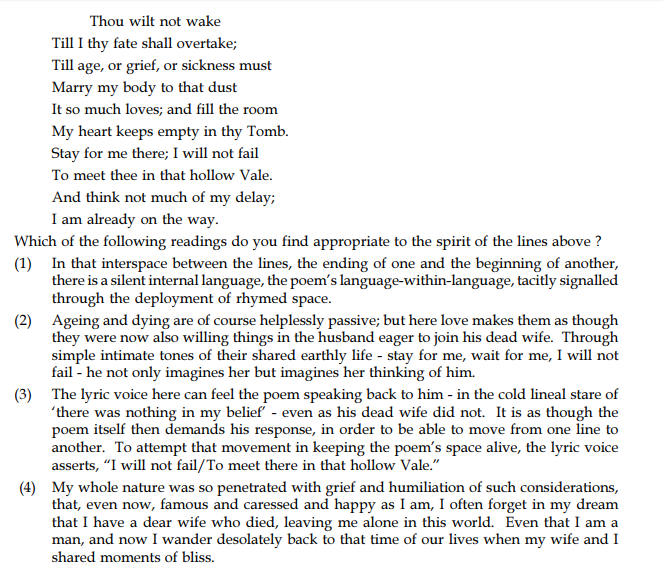 Thou wilt not wake
Till I thy fate shall overtake;
Till age, or grief, or sickness must
Marry my body to that dust
It so much loves; and fill the room
My heart keeps empty in thy Tomb.
Stay for me there; I will not fail
To meet thee in that hollow Vale.
And think not much of my delay;
I am already on the way.
Which of the following readings do you find appropriate to the spirit of the lines above ?
(1) In that interspace between the lines, the ending of one and the beginning of another,
there is a silent internal language, the poem's language-within-language, tacitly signalled
through the deployment of rhymed space.
(2) Ageing and dying are of course helplessly passive; but here love makes them as though
they were now also willing things in the husband eager to join his dead wife. Through
simple intimate tones of their shared earthly life - stay for me, wait for me, I will not
fail - he not only imagines her but imagines her thinking of him.
(3) The lyric voice here can feel the poem speaking back to him - in the cold lineal stare of
'there was nothing in my belief' - even as his dead wife did not. It is as though the
poem itself then demands his response, in order to be able to move from one line to
another. To attempt that movement in keeping the poem's space alive, the lyric voice
asserts, "I will not fail/To meet there in that hollow Vale."
(4) My whole nature was so penetrated with grief and humiliation of such considerations,
that, even now, famous and caressed and happy as I am, I often forget in my dream
that I have a dear wife who died, leaving me alone in this world. Even that I am a
man, and now I wander desolately back to that time of our lives when my wife and I
shared moments of bliss.